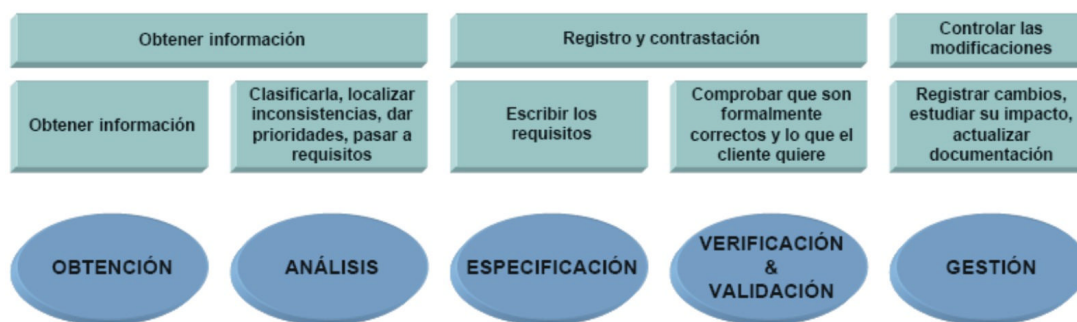 Obtener información
Registro y contrastación
Controlar las
modificaciones
Obtener información
Clasificarla, localizar
inconsistencias, dar
prioridades, pasar a
requisitos
Escribir los
requisitos
Comprobar que son
formalmente
correctos y lo que el
cliente quiere
Registrar cambios,
estudiar su impacto,
actualizar
documentación
OBTENCIÓN
ANÁLISIS
ESPECIFICACIÓN
VERIFICACIÓN
&
VALIDACIÓN
GESTIÓN